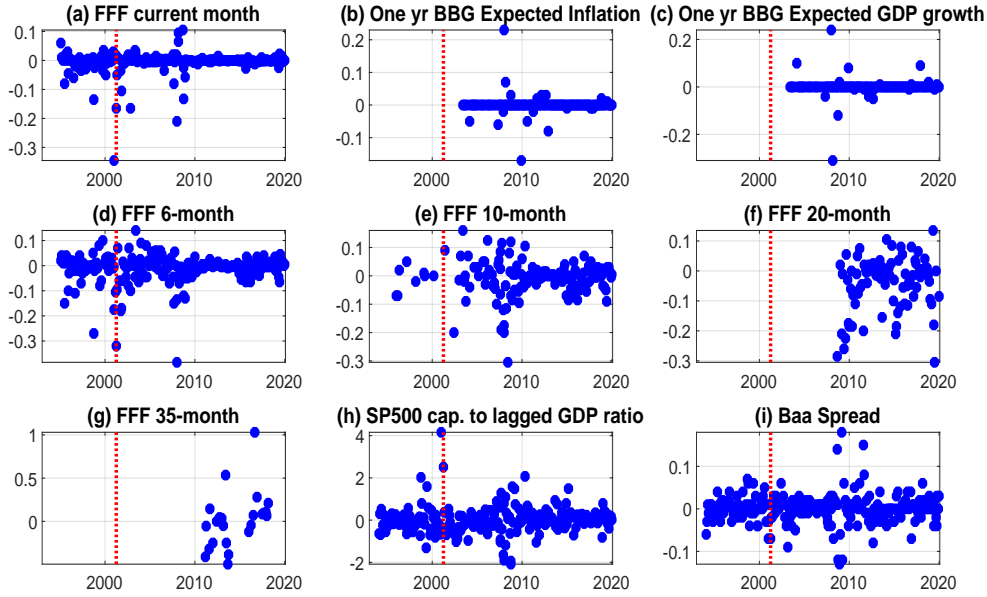 (a) FFF current month
0.1
0
-0.1
-0.2
-0.3
2000 2010 2020
(b) One yr BBG Expected Inflation
0.2
0.1
0
-0.1
2000 2010 2020
(c) One yr BBG Expected GDP growth
0.2
0
-0.2
2000 2010 2020
(d) FFF 6-month
0.1
0
-0.1
-0.2
-0.3
2000 2010 2020
(e) FFF 10-month
0.1
0
-0.1
-0.2
-0.3
2000 2010 2020
(f) FFF 20-month
0.1
0
-0.1
-0.2
-0.3
2000 2010 2020
(g) FFF 35-month
1
0.5
0
2000 2010 2020
(h) SP500 cap. to lagged GDP ratio
4
2
0
-2
2000 2010 2020
(i) Baa Spread
0.1
0
-0.1
2000 2010 2020